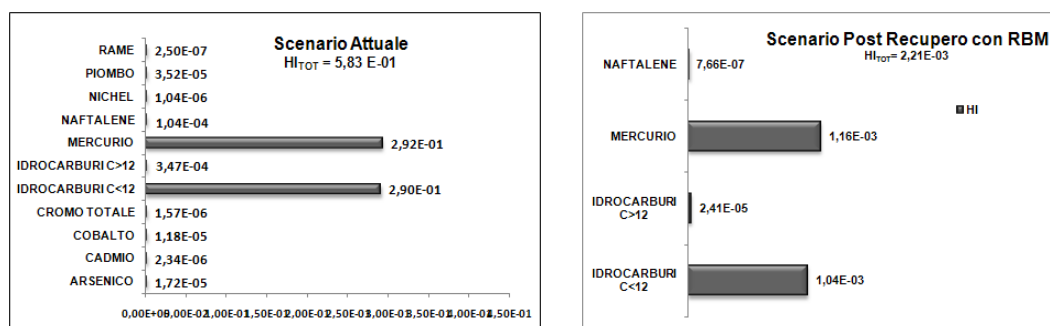 Scenario Attuale
HI_TOT = 5,83 E-01
RAME 2,50E-07
PIOMBO 3,52E-05
NICHEL 1,04E-06
NAFTALENE 1,04E-04
MERCURIO 2,92E-01
IDROCARBURI C>12 3,47E-04
IDROCARBURI C<12 2,90E-01
CROMO TOTALE 1,57E-06
COBALTO 1,18E-05
CADMIO 2,34E-06
ARSENICO 1,72E-05
Scenario Post Recupero con RBM
HI_TOT= 2,21E-03
NAFTALENE 7,66E-07
HI
MERCURIO 1,16E-03
IDROCARBURI
C>12 2,41E-05
IDROCARBURI
C<12 1,04E-03